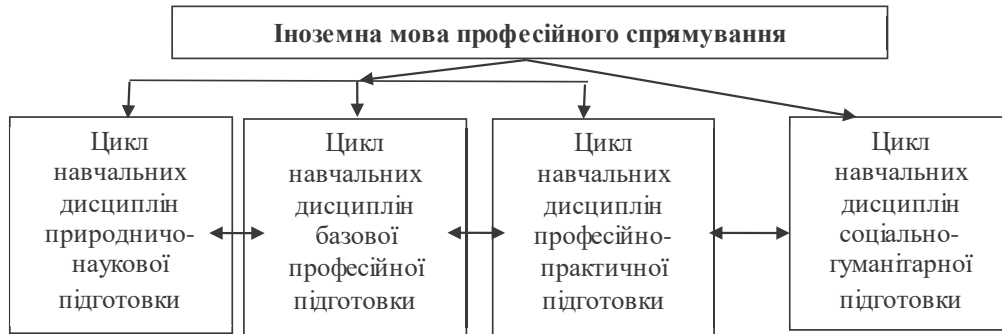 Іноземна мова професійного спрямування
Цикл
навчальних
дисциплін
природничо-
наукової
підготовки
Цикл
навчальних
дисциплін
базової
професійної
підготовки
Цикл
навчальних
дисциплін
професійно-
практичної
підготовки
Цикл
навчальних
дисциплін
соціально-
гуманітарної
підготовки